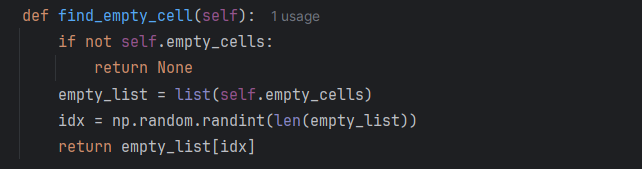 def find_empty_cell(self): 1 usage
    if not self.empty_cells:
        return None
    empty_list = list(self.empty_cells)
    idx = np.random.randint(len(empty_list))
    return empty_list[idx]